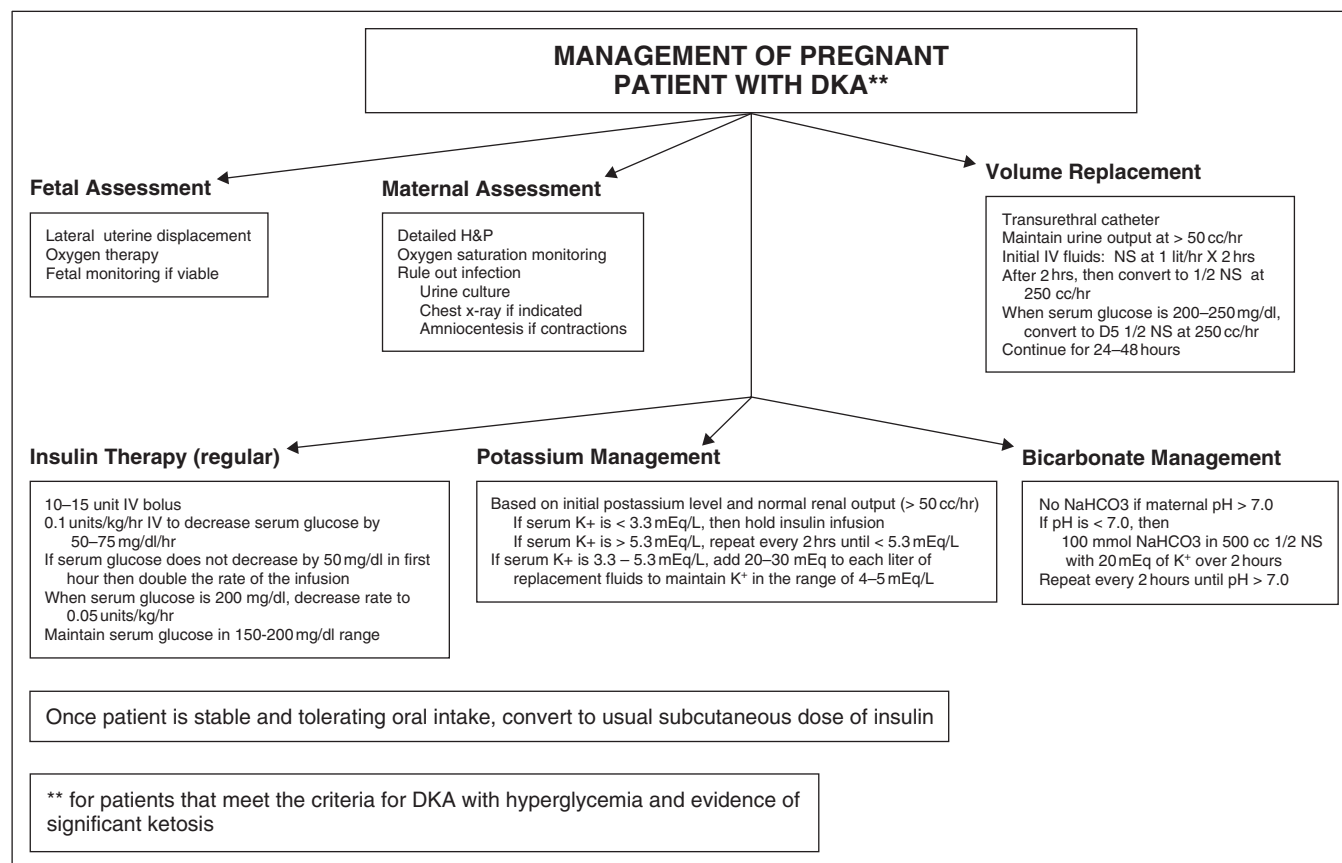 MANAGEMENT OF PREGNANT
PATIENT WITH DKA**
Fetal Assessment
Lateral uterine displacement
Oxygen therapy
Fetal monitoring if viable
Maternal Assessment
Detailed H&P
Oxygen saturation monitoring
Rule out infection
Urine culture
Chest x-ray if indicated
Amniocentesis if contractions
Volume Replacement
Transurethral catheter
Maintain urine output at > 50 cc/hr
Initial IV fluids: NS at 1 lit/hr X 2 hrs
After 2 hrs, then convert to 1/2 NS at
250 cc/hr
When serum glucose is 200–250 mg/dl,
convert to D5 1/2 NS at 250 cc/hr
Continue for 24–48 hours
Insulin Therapy (regular)
10–15 unit IV bolus
0.1 units/kg/hr IV to decrease serum glucose by
50–75 mg/dl/hr
If serum glucose does not decrease by 50 mg/dl in first
hour then double the rate of the infusion
When serum glucose is 200 mg/dl, decrease rate to
0.05 units/kg/hr
Maintain serum glucose in 150-200 mg/dl range
Potassium Management
Based on initial postassium level and normal renal output (> 50 cc/hr)
If serum K+ is < 3.3 mEq/L, then hold insulin infusion
If serum K+ is > 5.3 mEq/L, repeat every 2 hrs until < 5.3 mEq/L
If serum K+ is 3.3 – 5.3 mEq/L, add 20–30 mEq to each liter of
replacement fluids to maintain K⁺ in the range of 4–5 mEq/L
Bicarbonate Management
No NaHCO3 if maternal pH > 7.0
If pH is < 7.0, then
100 mmol NaHCO3 in 500 cc 1/2 NS
with 20 mEq of K⁺ over 2 hours
Repeat every 2 hours until pH > 7.0
Once patient is stable and tolerating oral intake, convert to usual subcutaneous dose of insulin
** for patients that meet the criteria for DKA with hyperglycemia and evidence of
significant ketosis